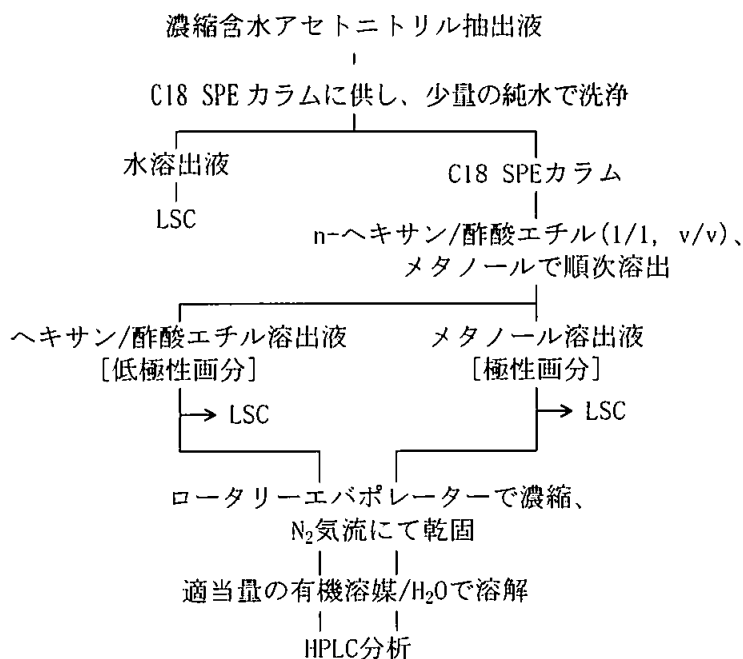 濃縮含水アセトニトリル抽出液
C18 SPEカラムに供し、少量の純水で洗浄
水溶出液
LSC
C18 SPEカラム
n-ヘキサン/酢酸エチル(1/1, v/v)、
メタノールで順次溶出
ヘキサン/酢酸エチル溶出液
[低極性画分]
メタノール溶出液
[極性画分]
LSC
LSC
ロータリーエバポレーターで濃縮、
N₂気流にて乾固
適当量の有機溶媒/H₂Oで溶解
HPLC分析